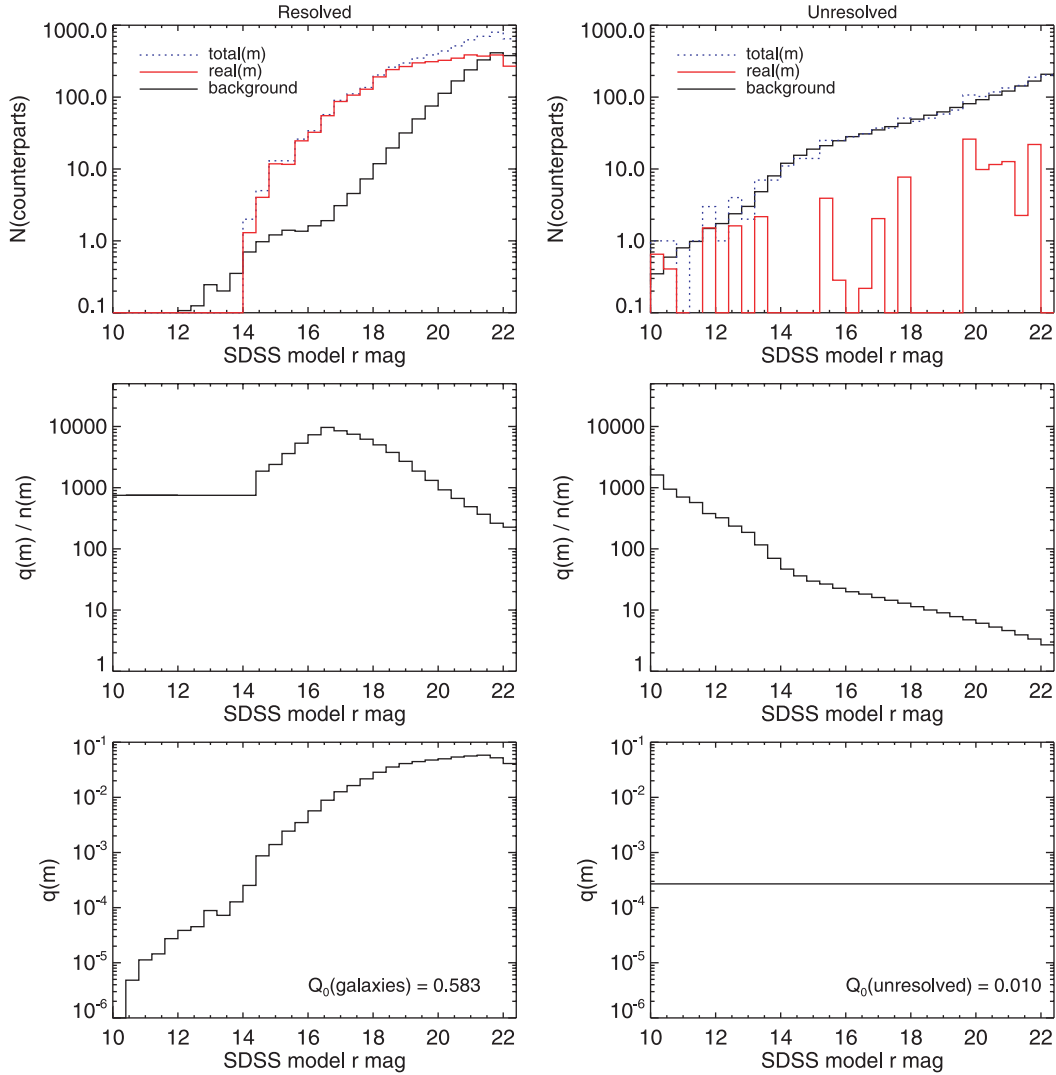 Resolved
1000.0
100.0
10.0
1.0
0.1
N(counterparts)
total(m)
real(m)
background
10 12 14 16 18 20 22
SDSS model r mag
Unresolved
1000.0
100.0
10.0
1.0
0.1
N(counterparts)
total(m)
real(m)
background
10 12 14 16 18 20 22
SDSS model r mag
10000
1000
100
10
1
q(m) / n(m)
10 12 14 16 18 20 22
SDSS model r mag
10000
1000
100
10
1
q(m) / n(m)
10 12 14 16 18 20 22
SDSS model r mag
10⁻¹
10⁻²
10⁻³
10⁻⁴
10⁻⁵
10⁻⁶
q(m)
Q₀(galaxies) = 0.583
10 12 14 16 18 20 22
SDSS model r mag
10⁻¹
10⁻²
10⁻³
10⁻⁴
10⁻⁵
10⁻⁶
q(m)
Q₀(unresolved) = 0.010
10 12 14 16 18 20 22
SDSS model r mag